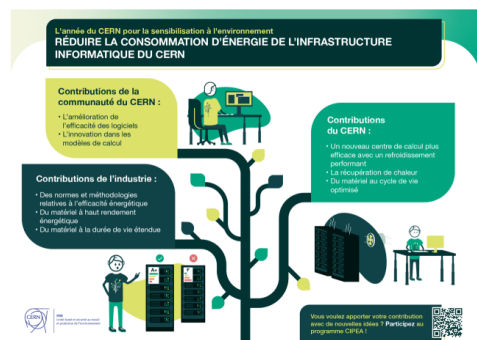 L'année du CERN pour la sensibilisation à l'environnement
RÉDUIRE LA CONSOMMATION D'ÉNERGIE DE L'INFRASTRUCTURE
INFORMATIQUE DU CERN
Contributions de la
communauté du CERN :
• L'amélioration de
l'efficacité des logiciels
• L'innovation dans les
modèles de calcul
Contributions
du CERN :
• Un nouveau centre de calcul plus
efficace avec un refroidissement
performant
• La récupération de chaleur
• Du matériel au cycle de vie
optimisé
Contributions de l'industrie :
• Des normes et méthodologies
relatives à l'efficacité énergétique
• Du matériel à haut rendement
énergétique
• Du matériel à la durée de vie étendue
A+
F
CERN
Vous voulez apporter votre contribution
avec de nouvelles idées ? Participez au
programme CIPEA !